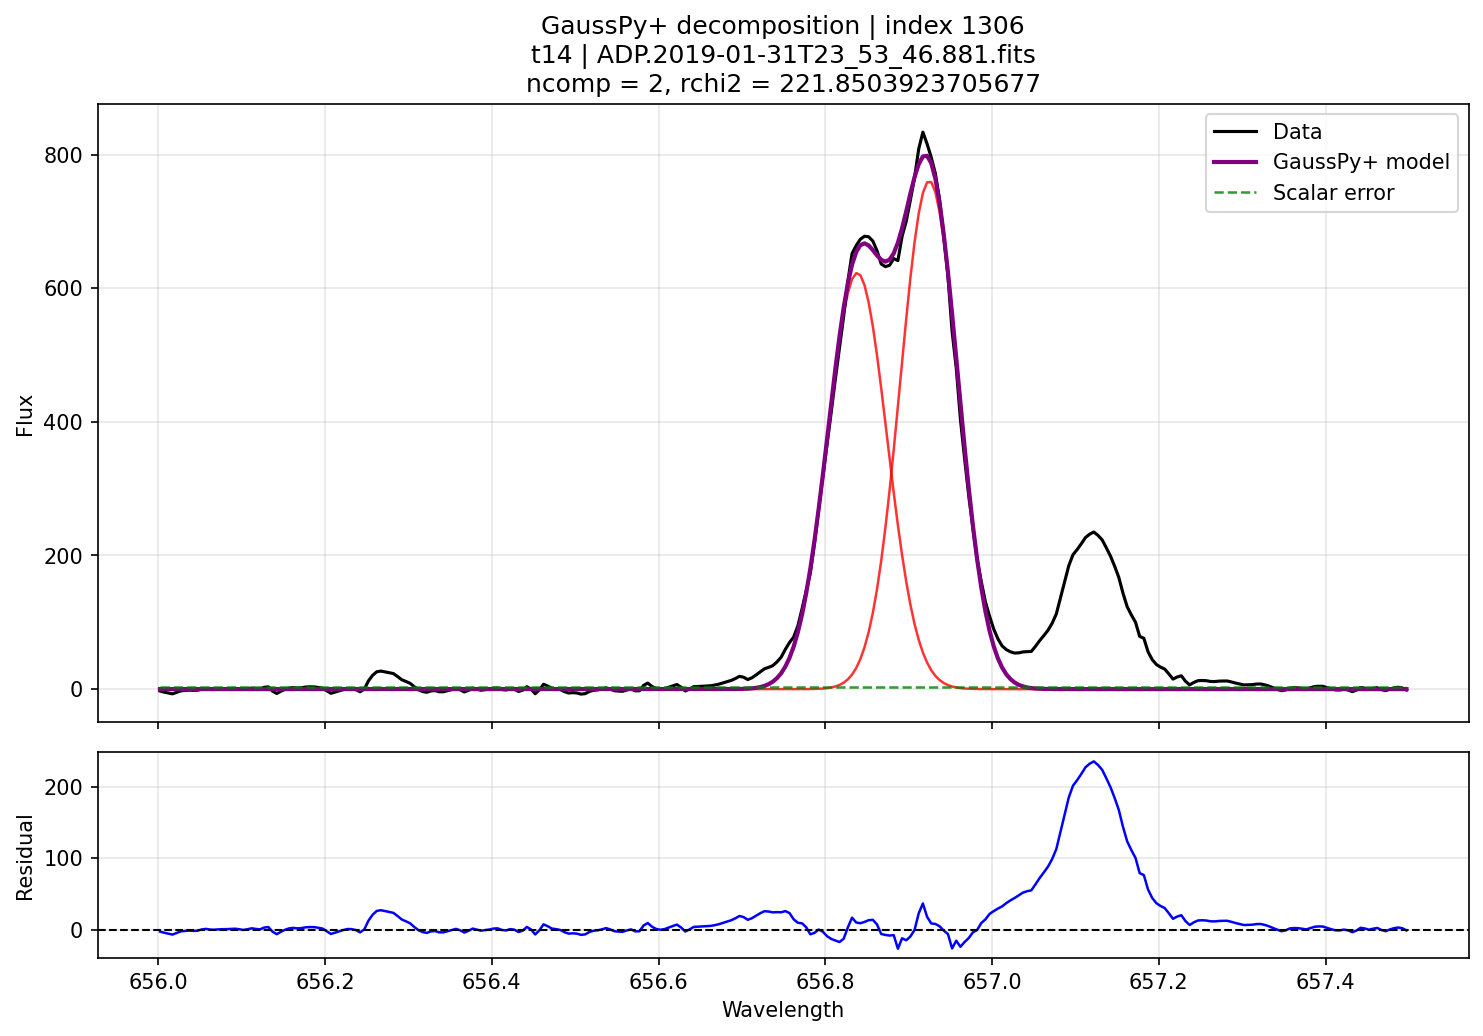 GaussPy+ decomposition | index 1306
t14 | ADP.2019-01-31T23_53_46.881.fits
ncomp = 2, rchi2 = 221.8503923705677
Data
GaussPy+ model
Scalar error
Flux
800
600
400
200
0
Residual
200
100
0
656.0
656.2
656.4
656.6
656.8
657.0
657.2
657.4
Wavelength